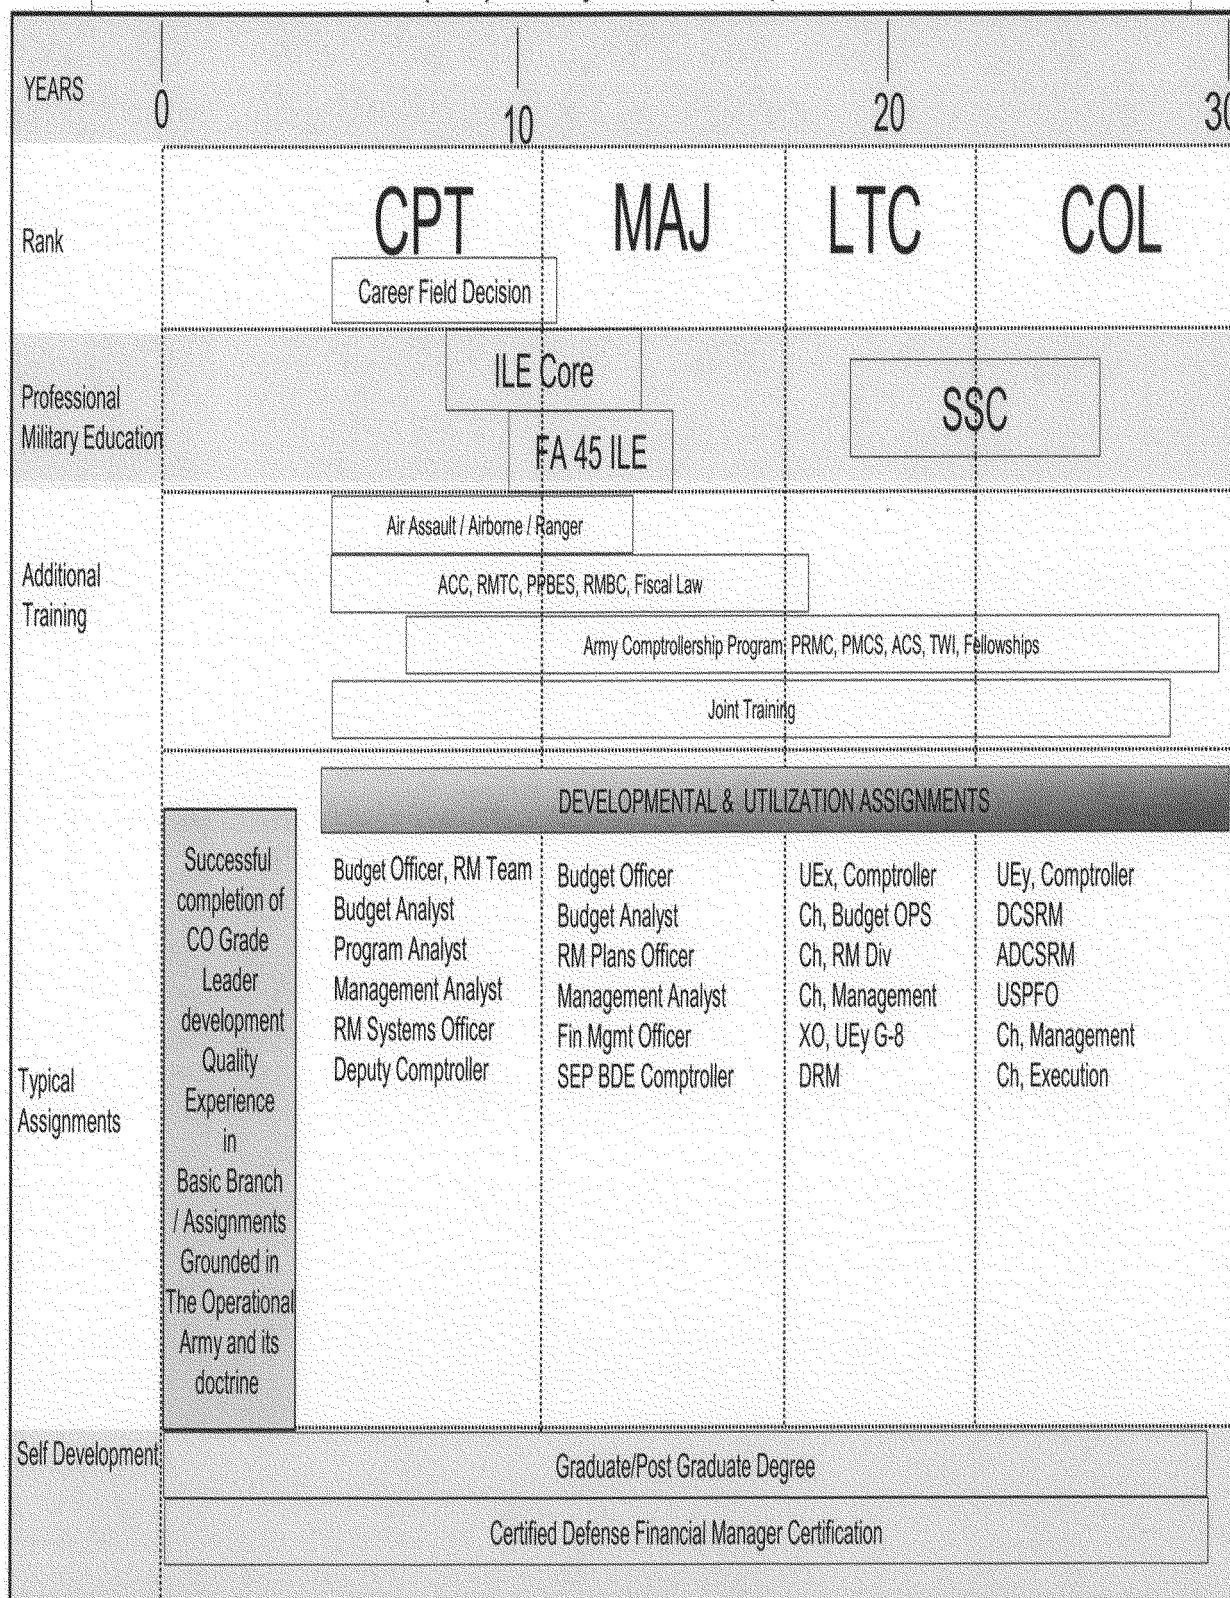 YEARS
0
10
20
30
Rank
CPT
MAJ
LTC
COL
Career Field Decision
Professional
Military Education
ILE Core
FA 45 ILE
SSC
Additional
Training
Air Assault / Airborne / Ranger
ACC, RMTC, PPBES, RMBC, Fiscal Law
Army Comptrollership Program, PRMC, PMCS, ACS, TWI, Fellowships
Joint Training
Typical
Assignments
DEVELOPMENTAL & UTILIZATION ASSIGNMENTS
Successful
completion of
CO Grade
Leader
development
Quality
Experience
in
Basic Branch
/ Assignments
Grounded in
The Operational
Army and its
doctrine
Budget Officer, RM Team
Budget Analyst
Program Analyst
Management Analyst
RM Systems Officer
Deputy Comptroller
Budget Officer
Budget Analyst
RM Plans Officer
Management Analyst
Fin Mgmt Officer
SEP BDE Comptroller
UEx, Comptroller
Ch, Budget OPS
Ch, RM Div
Ch, Management
XO, UEy G-8
DRM
UEy, Comptroller
DCSRM
ADCSRM
USPFO
Ch, Management
Ch, Execution
Self Development
Graduate/Post Graduate Degree
Certified Defense Financial Manager Certification